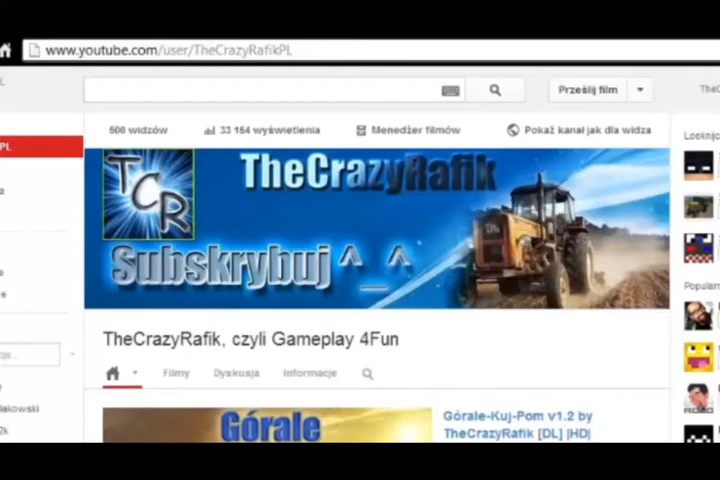 www.youtube.com/user/TheCrazyRafikPL
Prześlij film
500 widzów
33 154 wyświetlenia
Menedżer filmów
Pokaż kanał jak dla widza
PL
TCR
TheCrazyRafik
Subskrybuj ^_^
Popular
TheCrazyRafik, czyli Gameplay 4Fun
Filmy
Dyskusja
Informacje
Górale
Górale-Kuj-Pom v1.2 by
TheCrazyRafik [DL] |HD|